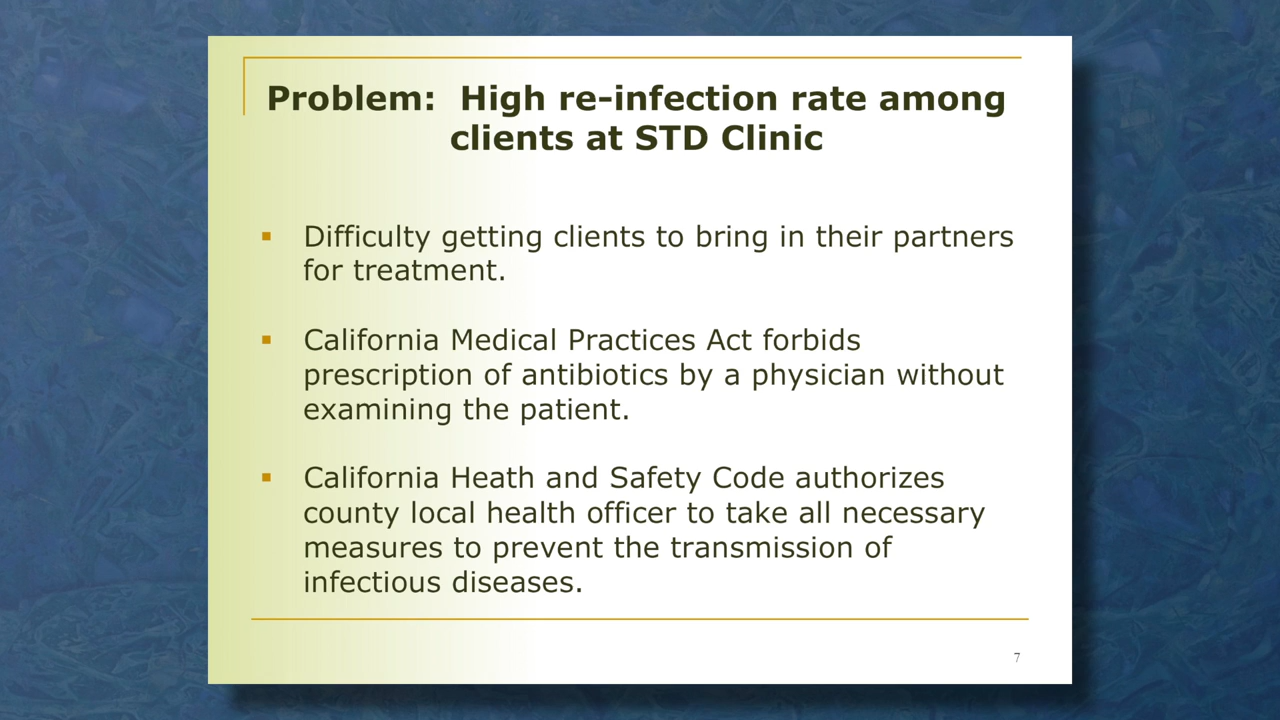 Problem:  High re-infection rate among
clients at STD Clinic
▪ Difficulty getting clients to bring in their partners
for treatment.
▪ California Medical Practices Act forbids
prescription of antibiotics by a physician without
examining the patient.
▪ California Heath and Safety Code authorizes
county local health officer to take all necessary
measures to prevent the transmission of
infectious diseases.
7